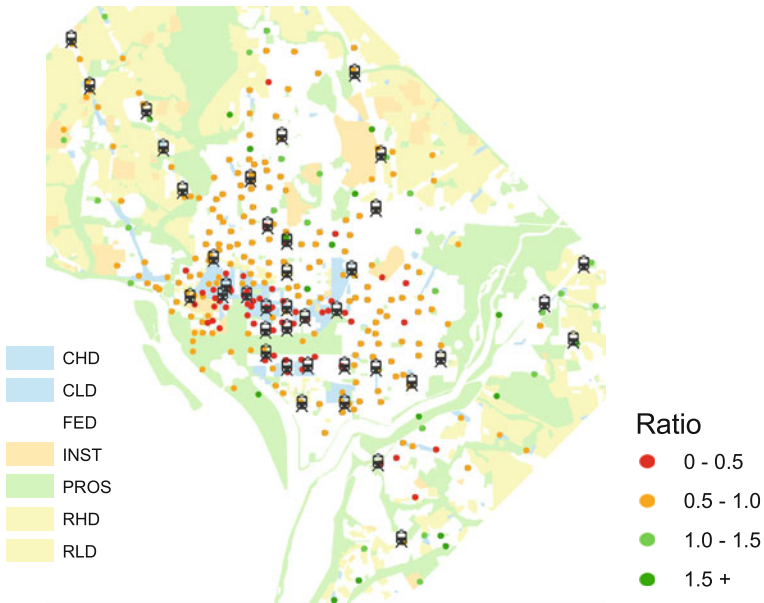 CHD
CLD
FED
INST
PROS
RHD
RLD
Ratio
0 - 0.5
0.5 - 1.0
1.0 - 1.5
1.5 +